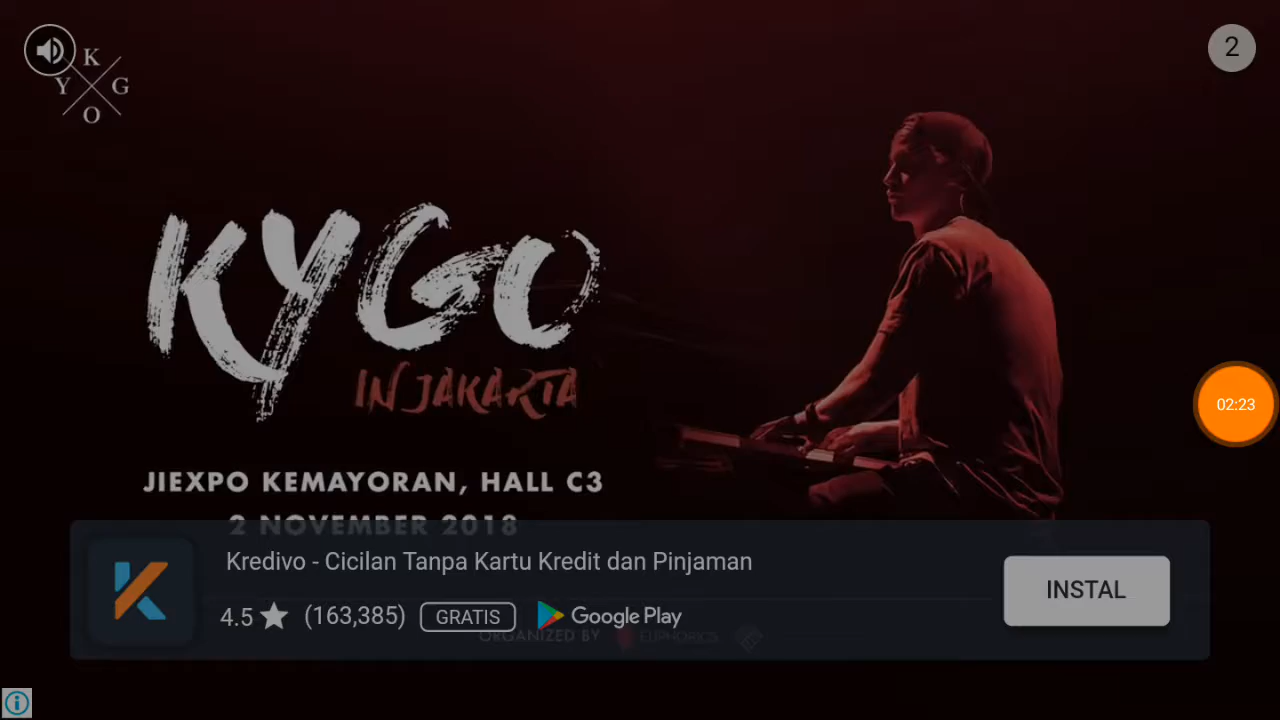 K
Y G
O
2
KYGO
IN JAKARTA
02:23
JIEXPO KEMAYORAN, HALL C3
2 NOVEMBER 2018
Kredivo - Cicilan Tanpa Kartu Kredit dan Pinjaman
INSTAL
4.5 ★ (163,385) GRATIS Google Play
ORGANIZED BY EUPHORICS